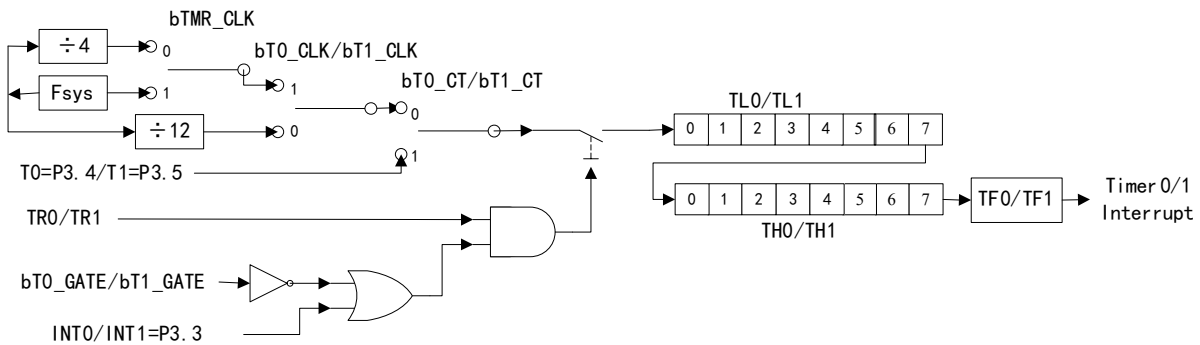 bTMR_CLK
÷4
0
bT0_CLK/bT1_CLK
Fsys
1
1
bT0_CT/bT1_CT
0
TL0/TL1
÷12
0
0 1 2 3 4 5 6 7
1
T0=P3.4/T1=P3.5
0 1 2 3 4 5 6 7
TF0/TF1
Timer0/1
Interrupt
TR0/TR1
TH0/TH1
bT0_GATE/bT1_GATE
INT0/INT1=P3.3